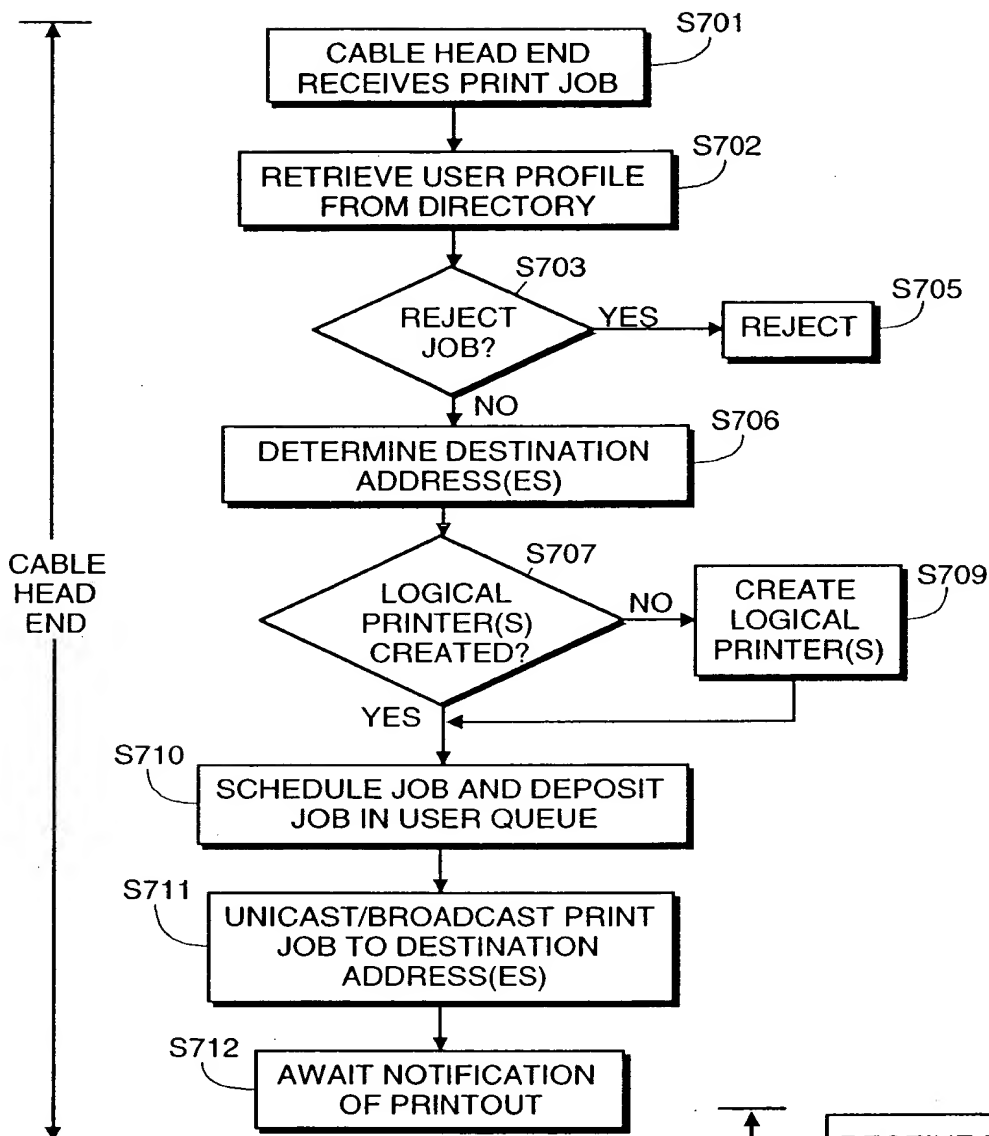 S701
CABLE HEAD END
RECEIVES PRINT JOB
S702
RETRIEVE USER PROFILE
FROM DIRECTORY
S703
REJECT
JOB?
YES
S705
REJECT
NO
S706
DETERMINE DESTINATION
ADDRESS(ES)
S707
LOGICAL
PRINTER(S)
CREATED?
NO
S709
CREATE
LOGICAL
PRINTER(S)
YES
CABLE
HEAD
END
S710
SCHEDULE JOB AND DEPOSIT
JOB IN USER QUEUE
S711
UNICAST/BROADCAST PRINT
JOB TO DESTINATION
ADDRESS(ES)
S712
AWAIT NOTIFICATION
OF PRINTOUT